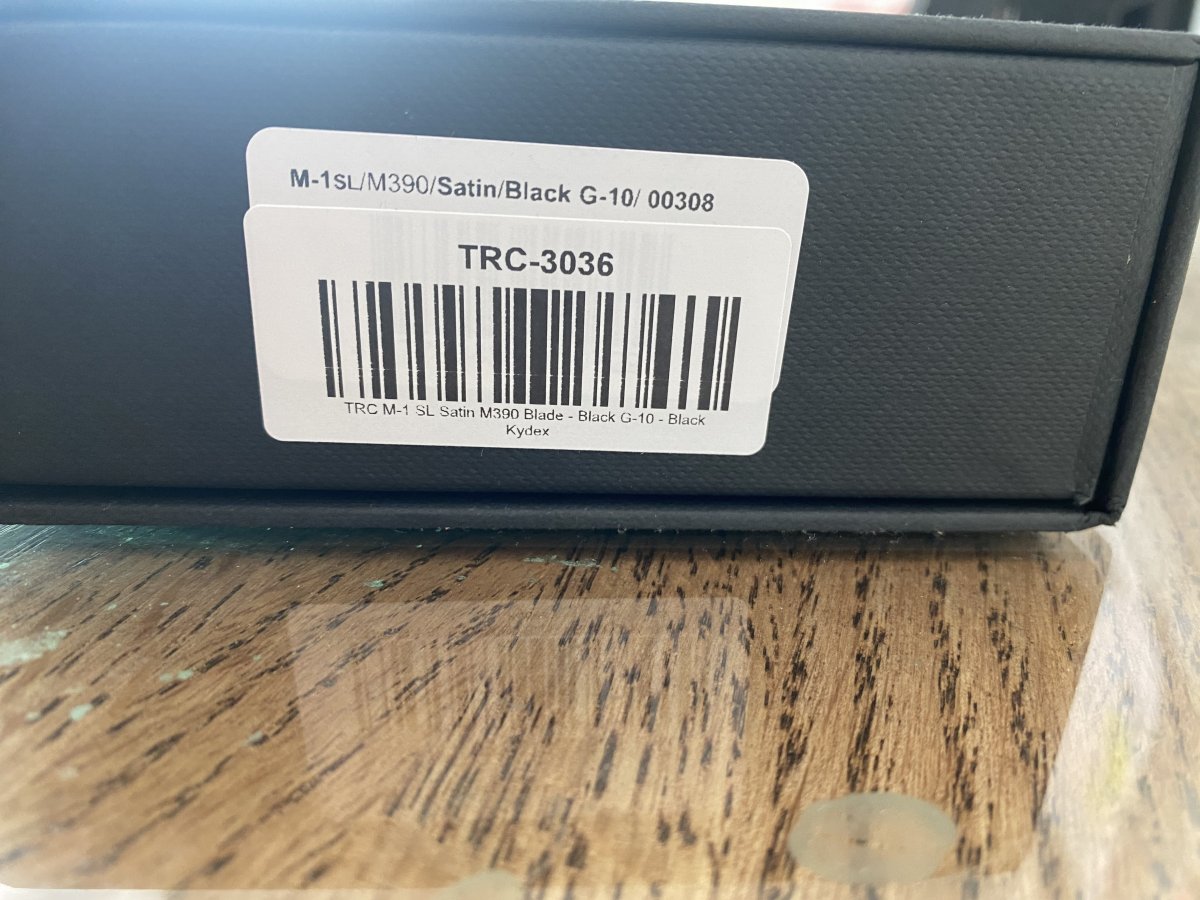 M-1SL/M390/Satin/Black G-10/ 00308
TRC-3036
TRC M-1 SL Satin M390 Blade - Black G-10 - Black
Kydex